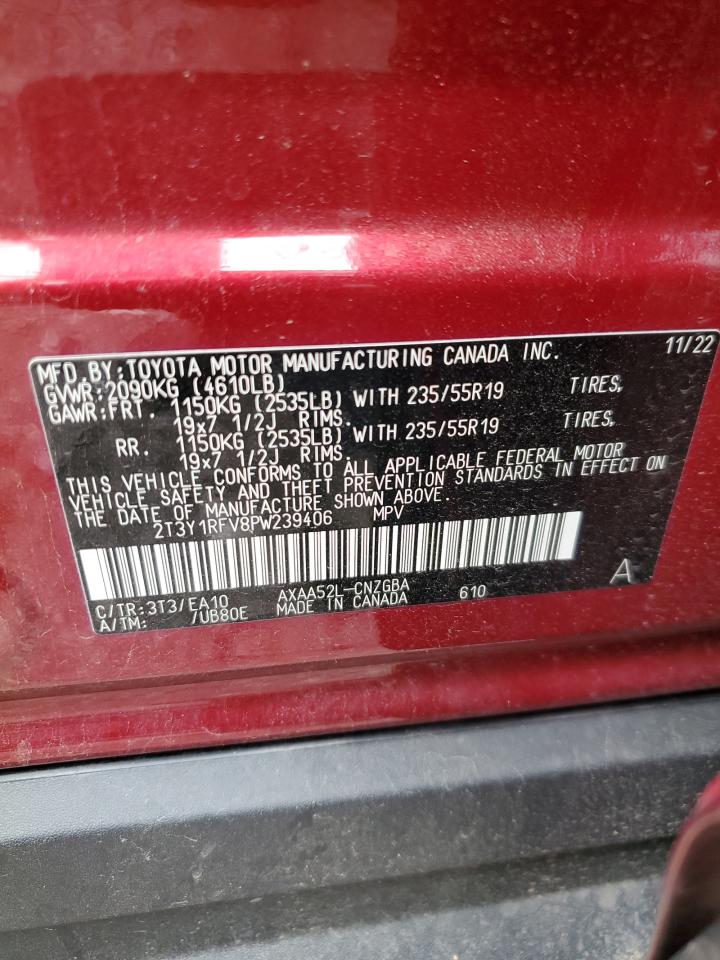 MFD. BY: TOYOTA MOTOR MANUFACTURING CANADA INC. 11/22
GVWR: 2090KG (4610LB)
GAWR: FRT. 1150KG (2535LB) WITH 235/55R19 TIRES,
19x7 1/2J RIMS.
RR. 1150KG (2535LB) WITH 235/55R19 TIRES,
19x7 1/2J RIMS.
THIS VEHICLE CONFORMS TO ALL APPLICABLE FEDERAL MOTOR
VEHICLE SAFETY AND THEFT PREVENTION STANDARDS IN EFFECT ON
THE DATE OF MANUFACTURE SHOWN ABOVE.
2T3Y1RFV8PW239406 MPV
C/TR: 3T3/EA10 AXAA52L-CNZGBA 610 A
A/TM: /UB80E MADE IN CANADA